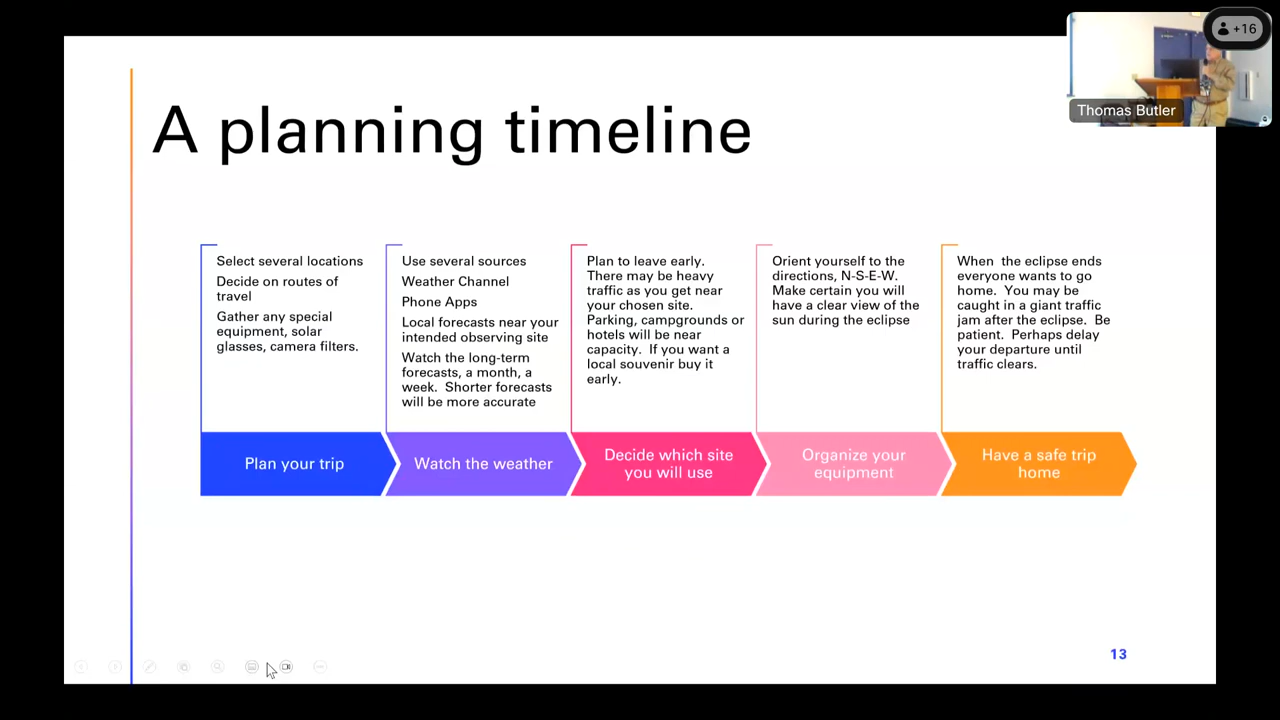 A planning timeline
+16
Thomas Butler
Select several locations
Decide on routes of
travel
Gather any special
equipment, solar
glasses, camera filters.
Plan your trip
Use several sources
Weather Channel
Phone Apps
Local forecasts near your
intended observing site
Watch the long-term
forecasts, a month, a
week.  Shorter forecasts
will be more accurate
Watch the weather
Plan to leave early.
There may be heavy
traffic as you get near
your chosen site.
Parking, campgrounds or
hotels will be near
capacity.  If you want a
local souvenir buy it
early.
Decide which site
you will use
Orient yourself to the
directions, N-S-E-W.
Make certain you will
have a clear view of the
sun during the eclipse
Organize your
equipment
When  the eclipse ends
everyone wants to go
home.  You may be
caught in a giant traffic
jam after the eclipse.  Be
patient.  Perhaps delay
your departure until
traffic clears.
Have a safe trip
home
13